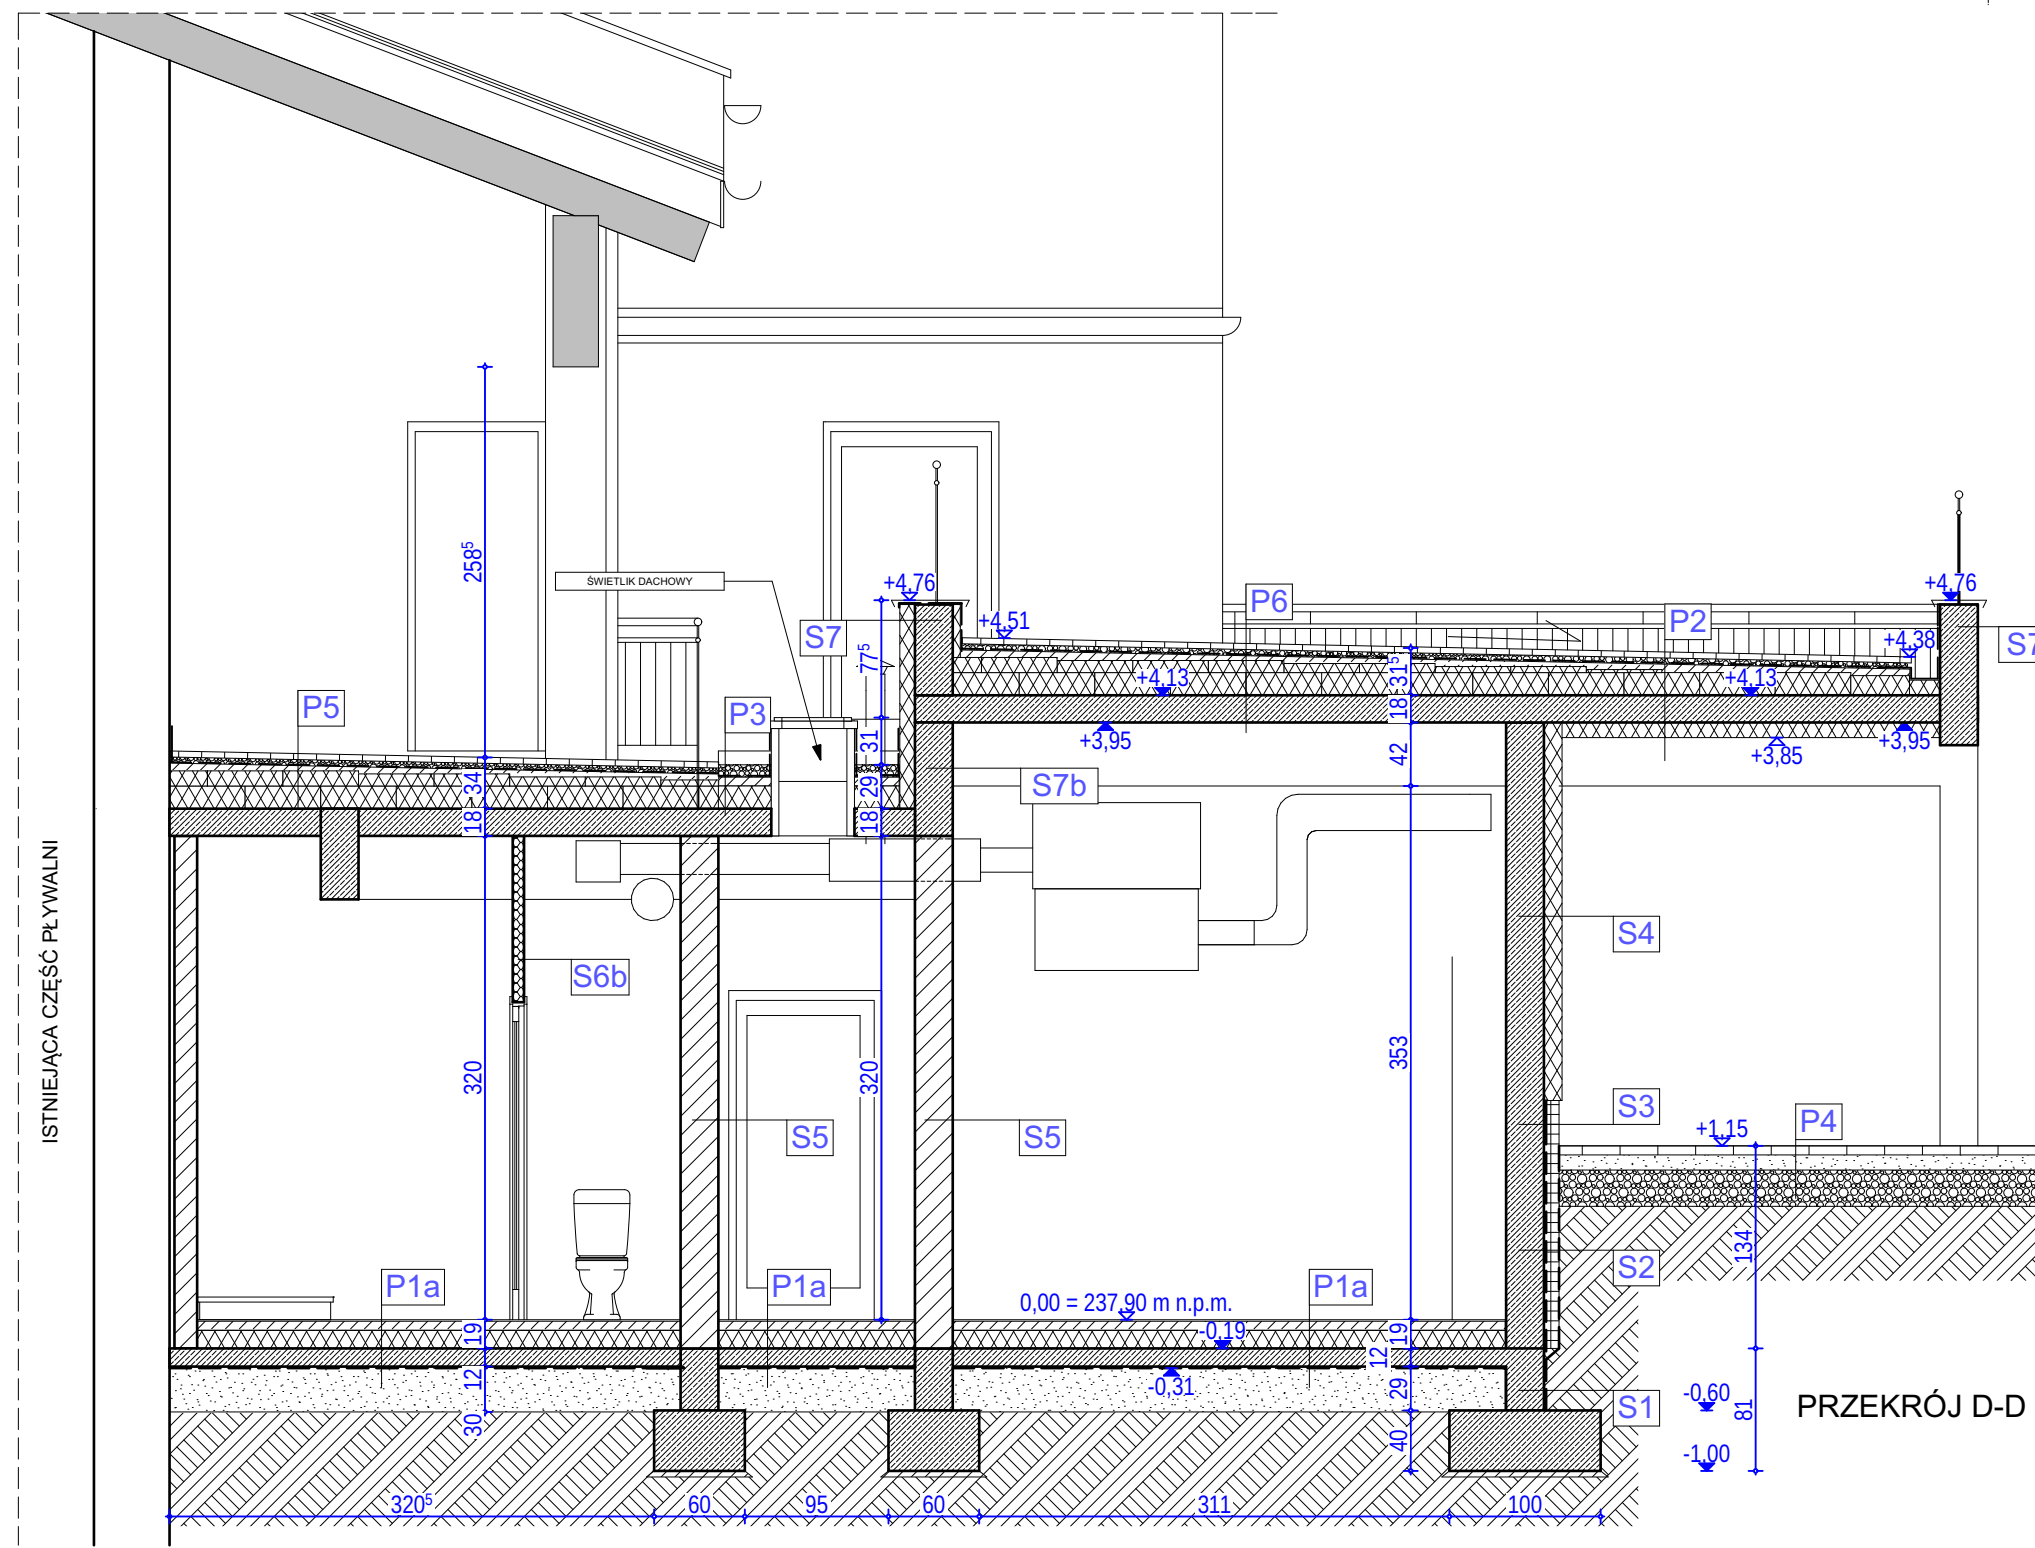 258⁵
ŚWIETLIK DACHOWY
+4,76
+4,76
P6
P2
+4,51
S7
77⁵
+4,38
S7
31⁵
+4,13
+4,13
P5
P3
18
31
+3,95
+3,95
+3,85
42
34
29
S7b
18
18
ISTNIEJĄCA CZĘŚĆ PŁYWALNI
S4
S6b
320
320
353
S3
P4
+1,15
S5
S5
134
S2
P1a
P1a
P1a
0,00 = 237,90 m n.p.m.
19
-0,19
19
12
12
-0,31
29
-0,60
S1
81
PRZEKRÓJ D-D
30
40
-1,00
320⁵
60
95
60
311
100